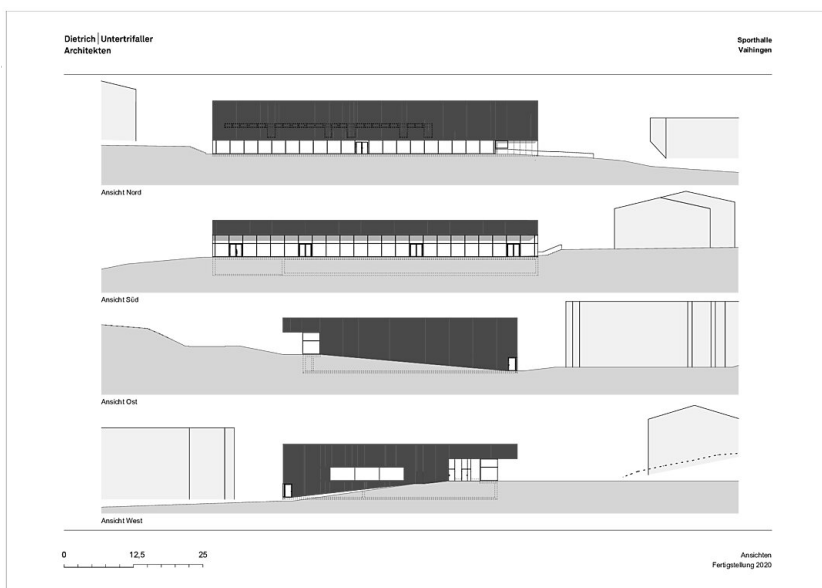 Dietrich | Untertrifaller
Architekten
Sporthalle
Vaihingen
Ansicht Nord
Ansicht Süd
Ansicht Ost
Ansicht West
0 12,5 25
Ansichten
Fertigstellung 2020